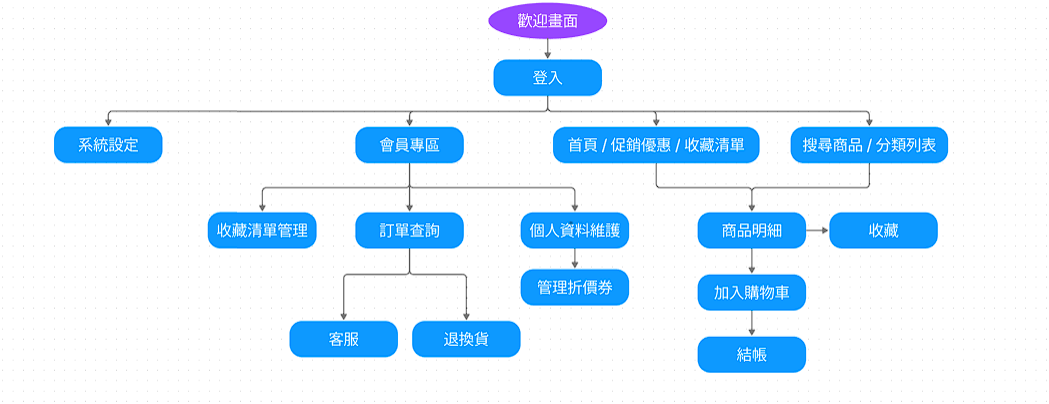 歡迎畫面
登入
系統設定
會員專區
首頁 / 促銷優惠 / 收藏清單
搜尋商品 / 分類列表
收藏清單管理
訂單查詢
個人資料維護
商品明細
收藏
管理折價券
加入購物車
客服
退換貨
結帳